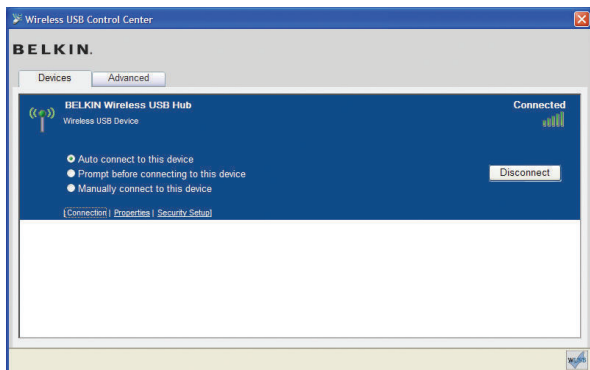 Wireless USB Control Center
BELKIN.
Devices Advanced
BELKIN Wireless USB Hub Connected
Wireless USB Device
Auto connect to this device
Prompt before connecting to this device Disconnect
Manually connect to this device
[Connection | Properties | Security Setup]